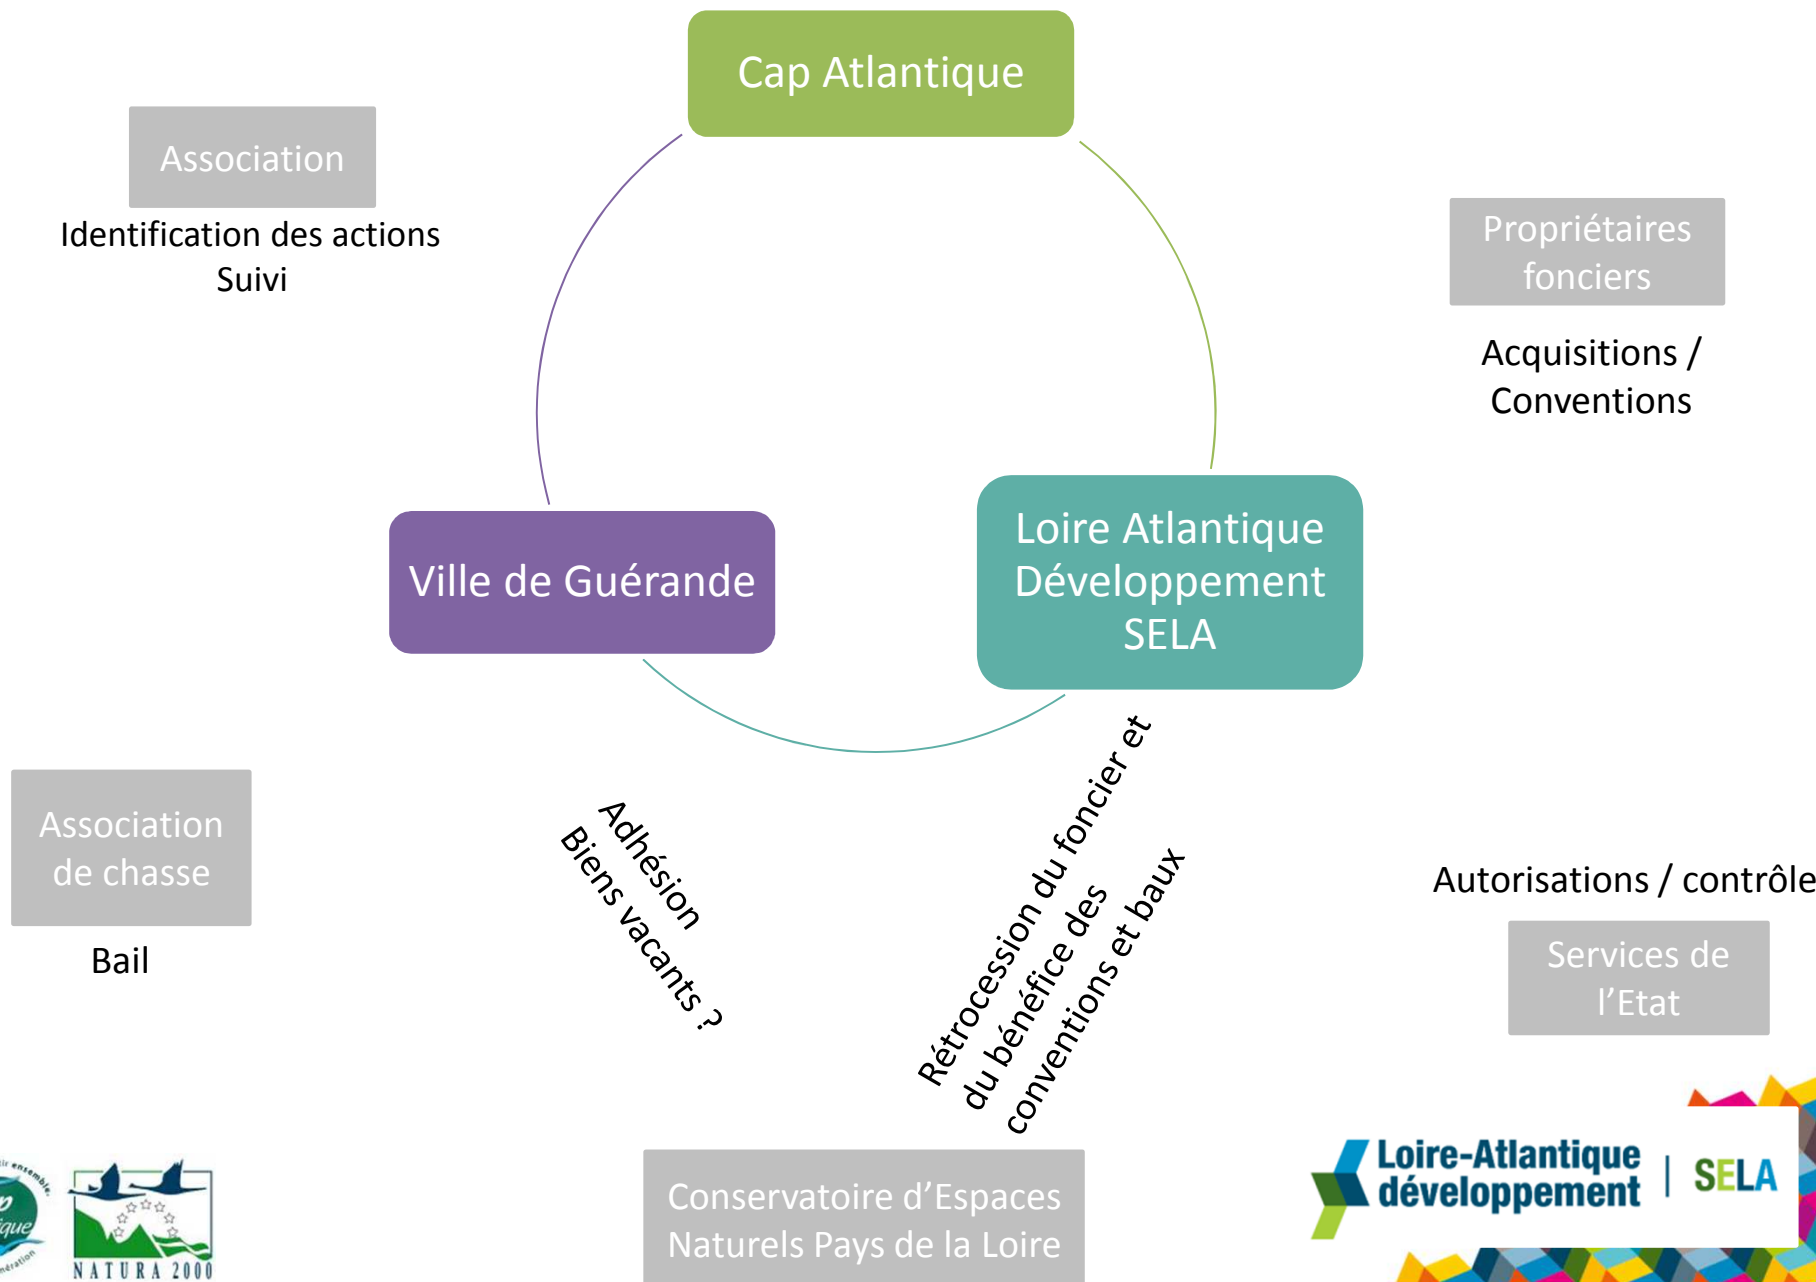 Cap Atlantique
Association
Identification des actions
Suivi
Propriétaires
fonciers
Acquisitions /
Conventions
Ville de Guérande
Loire Atlantique
Développement
SELA
Adhésion
Biens vacants ?
Rétrocession du foncier et
du bénéfice des
conventions et baux
Association
de chasse
Bail
Autorisations / contrôle
Services de
l’Etat
Conservatoire d’Espaces
Naturels Pays de la Loire
ensemble.
NATURA 2000
Loire-Atlantique
développement
SELA